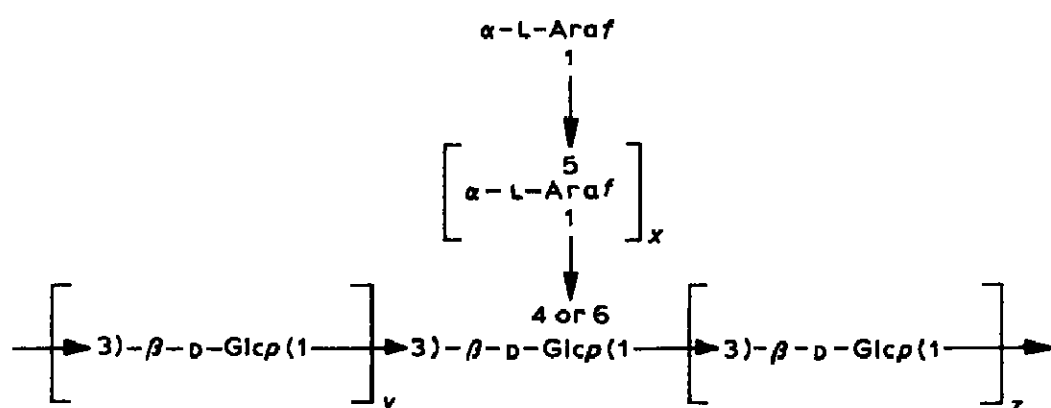 α-L-Araf
1
5
α-L-Araf
1
x
4 or 6
3)-β-D-Glcp(1 3)-β-D-Glcp(1 3)-β-D-Glcp(1
y z